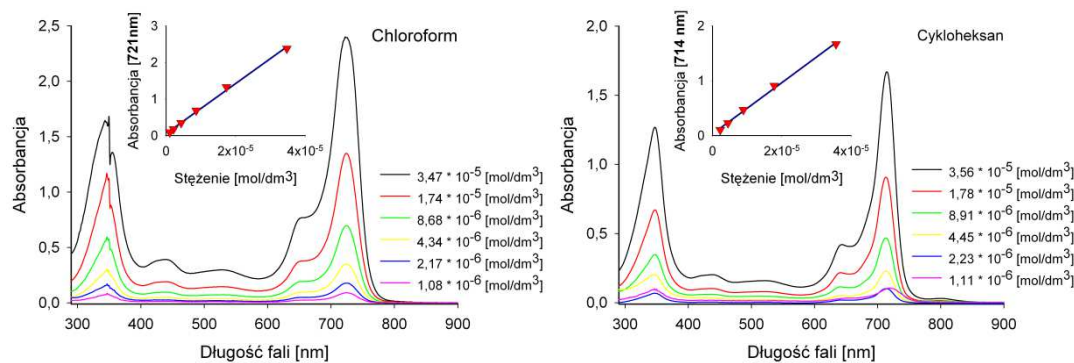 Chloroform
Absorbancja
2,5
2,0
1,5
1,0
0,5
0,0
300 400 500 600 700 800 900
Długość fali [nm]
Absorbancja [721nm]
3
2
1
0
0 2x10⁻⁵ 4x10⁻⁵
Stężenie [mol/dm³]
3,47 * 10⁻⁵ [mol/dm³]
1,74 * 10⁻⁵ [mol/dm³]
8,68 * 10⁻⁶ [mol/dm³]
4,34 * 10⁻⁶ [mol/dm³]
2,17 * 10⁻⁶ [mol/dm³]
1,08 * 10⁻⁶ [mol/dm³]
Cykloheksan
Absorbancja
2,0
1,5
1,0
0,5
0,0
300 400 500 600 700 800 900
Długość fali [nm]
Absorbancja [714 nm]
2
1
0
0 2x10⁻⁵ 4x10⁻⁵
Stężenie [mol/dm³]
3,56 * 10⁻⁵ [mol/dm³]
1,78 * 10⁻⁵ [mol/dm³]
8,91 * 10⁻⁶ [mol/dm³]
4,45 * 10⁻⁶ [mol/dm³]
2,23 * 10⁻⁶ [mol/dm³]
1,11 * 10⁻⁶ [mol/dm³]